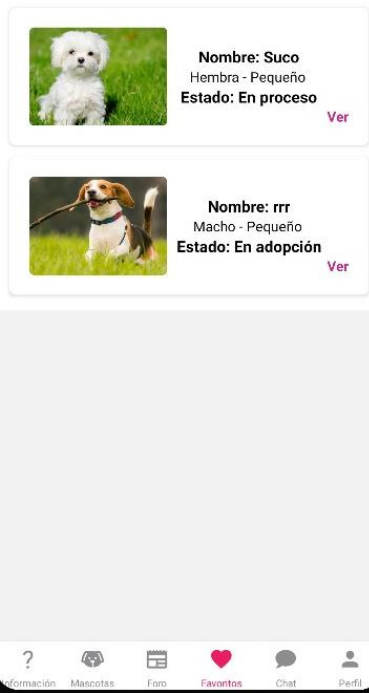 Nombre: Suco
Hembra - Pequeño
Estado: En proceso
Ver
Nombre: rrr
Macho - Pequeño
Estado: En adopción
Ver
Información Mascotas Foro Favoritos Chat Perfil